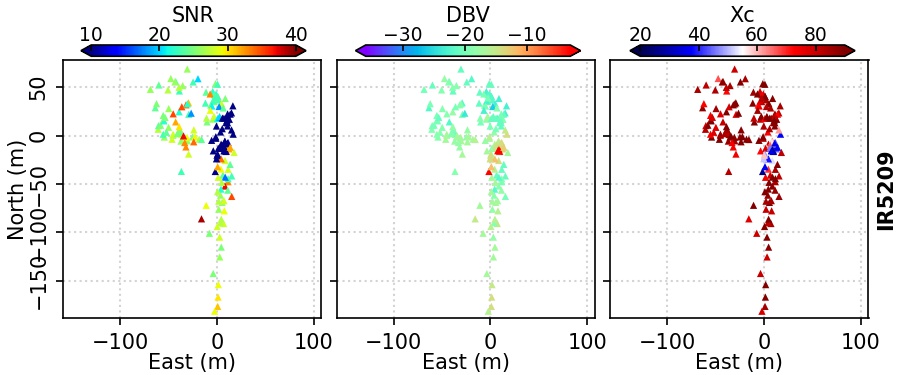 SNR DBV Xc
10 20 30 40 −30 −20 −10 20 40 60 80
North (m)
50
0
−50
−100
−150
IR5209
−100 0 100 −100 0 100 −100 0 100
East (m) East (m) East (m)